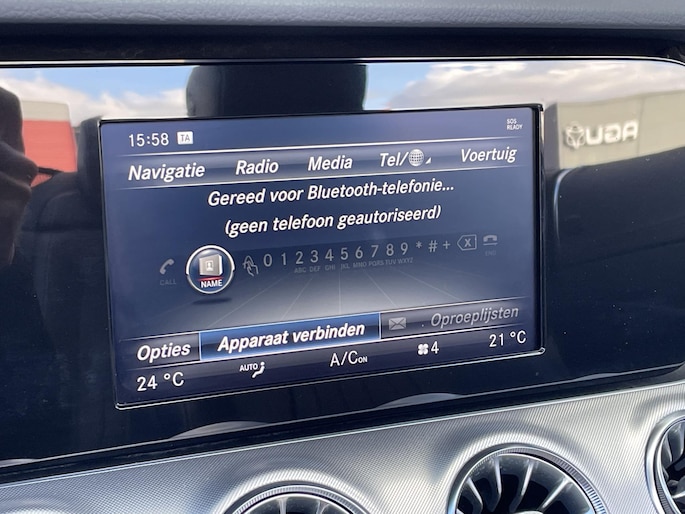 15:58 TA SOS READY
Navigatie Radio Media Tel/ Voertuig
Gereed voor Bluetooth-telefonie...
(geen telefoon geautoriseerd)
CALL NAME 0 1 2 3 4 5 6 7 8 9 * # + X END
ABC DEF GHI JKL MNO PQRS TUV WXYZ
Opties Apparaat verbinden Oproeplijsten
24 °C AUTO A/C ON 4 21 °C
AGU